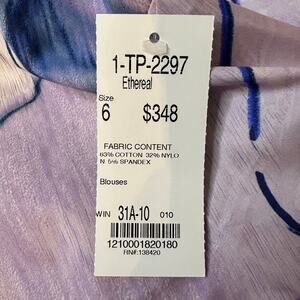 1-TP-2297
Ethereal
Size
6 $348
FABRIC CONTENT
63% COTTON 32% NYLO
N 5% SPANDEX
Blouses
WIN 31A-10 010
1210001820180
RN#:138420